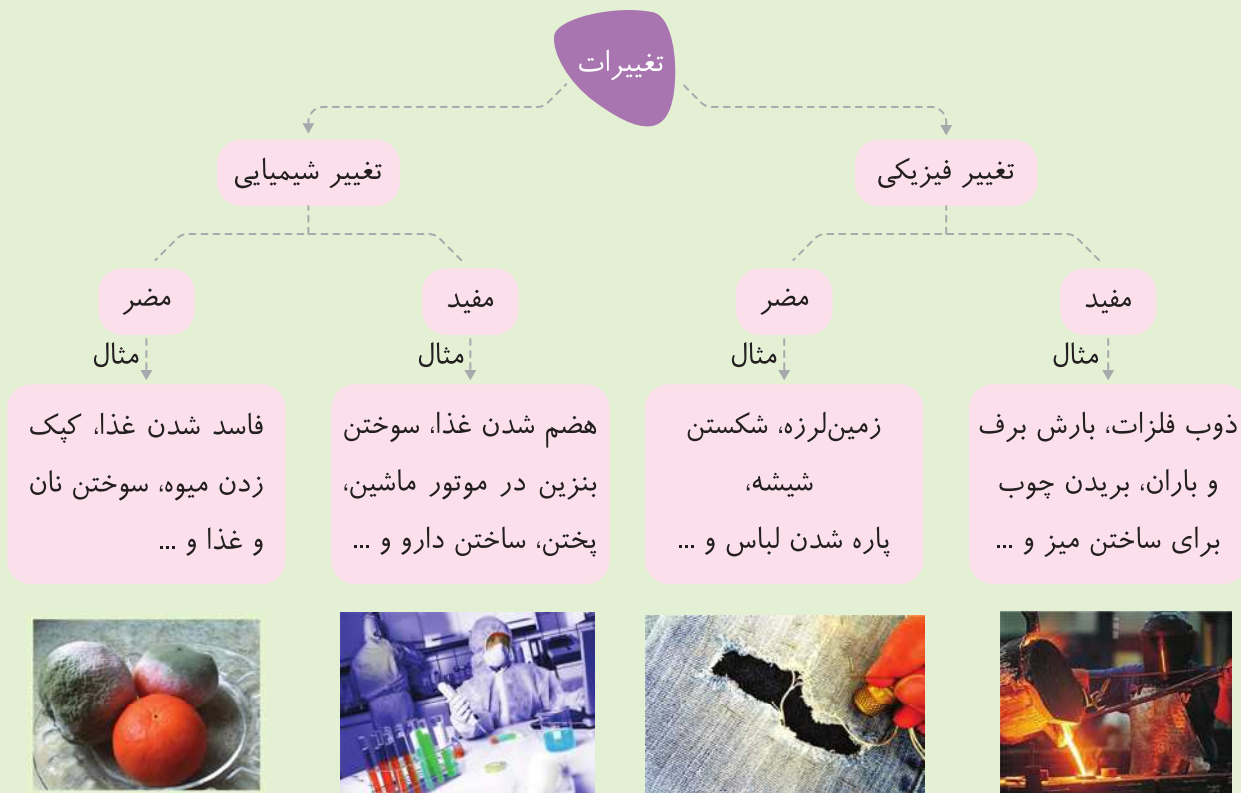 تغییرات
تغییر فیزیکی
تغییر شیمیایی
مفید
مضر
مفید
مضر
مثال
مثال
مثال
مثال
ذوب فلزات، بارش برف
و باران، بریدن چوب
برای ساختن میز و ...
زمین‌لرزه، شکستن
شیشه،
پاره شدن لباس و ...
هضم شدن غذا، سوختن
بنزین در موتور ماشین،
پختن، ساختن دارو و ...
فاسد شدن غذا، کپک
زدن میوه، سوختن نان
و غذا و ...